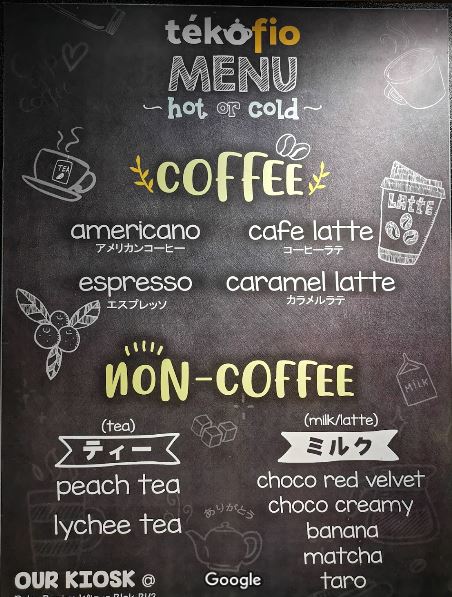 tékofio
MENU
~hot or cold~
COFFEE
americano
アメリカンコーヒー
cafe latte
コーヒーラテ
espresso
エスプレッソ
caramel latte
カラメルラテ
TEA
LATTE
NON-COFFEE
MILK
(tea)
ティー
peach tea
lychee tea
(milk/latte)
ミルク
choco red velvet
choco creamy
banana
matcha
taro
ありがとう
OUR KIOSK @
Google